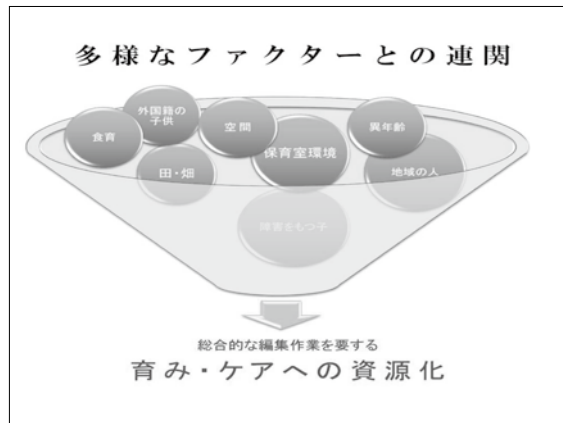 多様なファクターとの連関
外国籍の
子供
食育
空間
異年齢
保育室環境
田・畑
地域の人
障害をもつ子
総合的な編集作業を要する
育み・ケアへの資源化